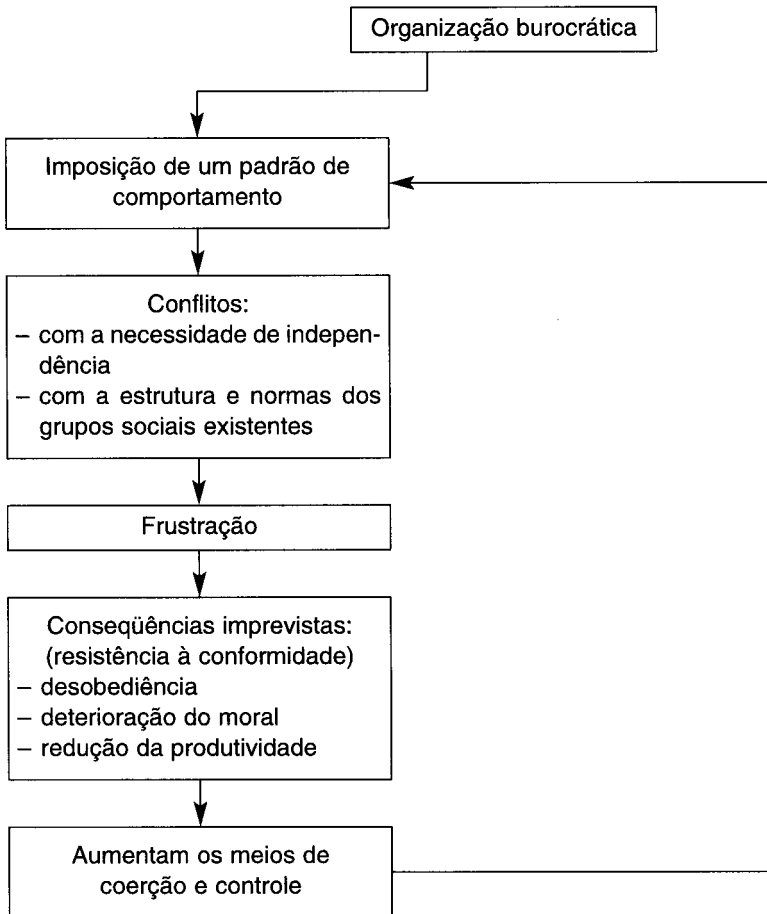 Organização burocrática
Imposição de um padrão de
comportamento
Conflitos:
– com a necessidade de indepen-
dência
– com a estrutura e normas dos
grupos sociais existentes
Frustração
Conseqüências imprevistas:
(resistência à conformidade)
– desobediência
– deterioração do moral
– redução da produtividade
Aumentam os meios de
coerção e controle